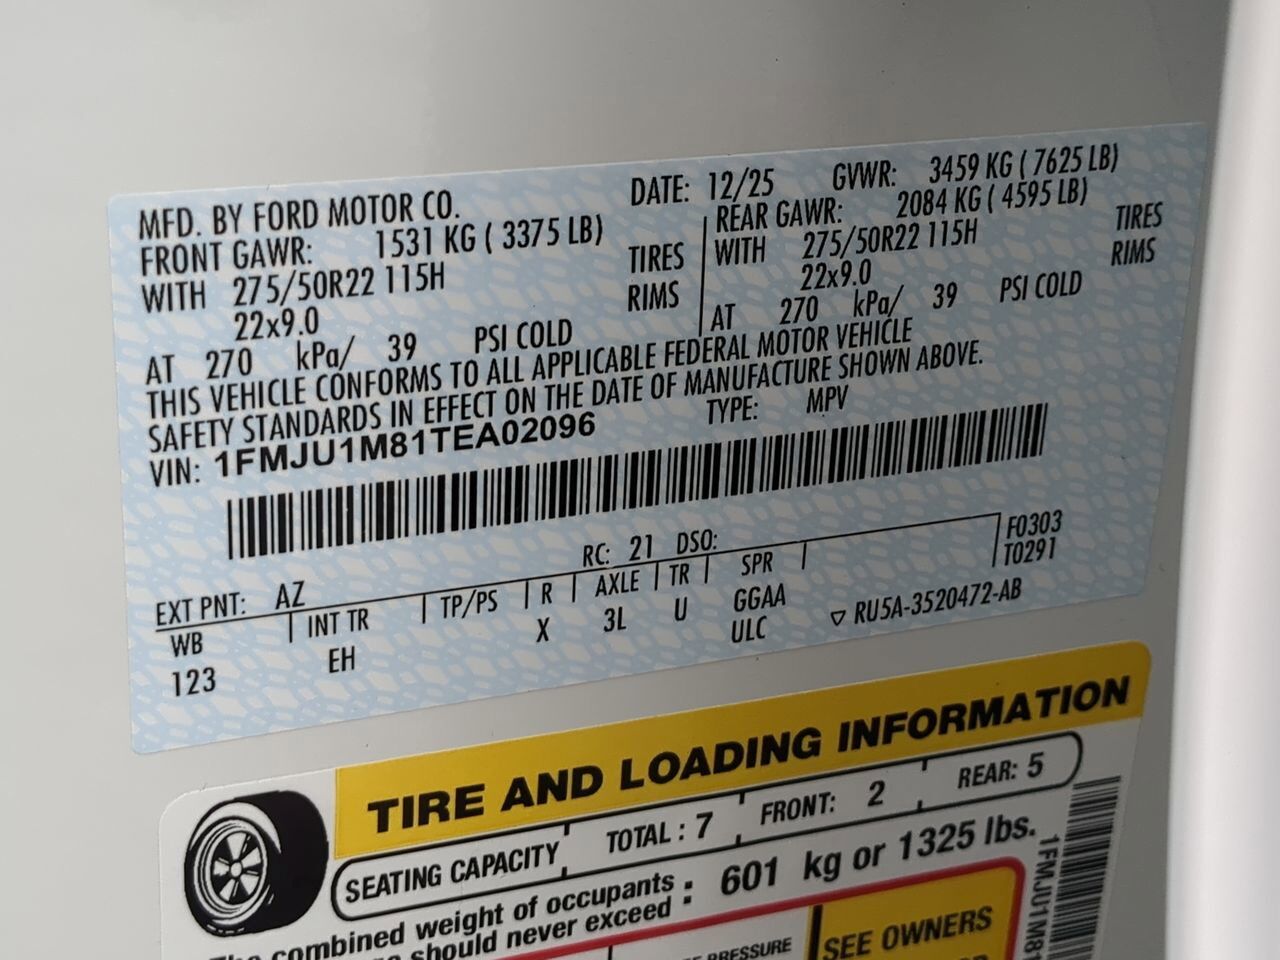 MFD. BY FORD MOTOR CO. DATE: 12/25 GVWR: 3459 KG ( 7625 LB)
FRONT GAWR: 1531 KG ( 3375 LB) REAR GAWR: 2084 KG ( 4595 LB)
WITH 275/50R22 115H TIRES WITH 275/50R22 115H TIRES
22x9.0 RIMS 22x9.0 RIMS
AT 270 kPa/ 39 PSI COLD AT 270 kPa/ 39 PSI COLD
THIS VEHICLE CONFORMS TO ALL APPLICABLE FEDERAL MOTOR VEHICLE
SAFETY STANDARDS IN EFFECT ON THE DATE OF MANUFACTURE SHOWN ABOVE.
VIN: 1FMJU1M81TEA02096 TYPE: MPV
EXT PNT: AZ RC: 21 DSO: F0303
WB INT TR TP/PS R AXLE TR SPR T0291
123 EH X 3L U GGAA
ULC ▽ RU5A-3520472-AB
TIRE AND LOADING INFORMATION
SEATING CAPACITY TOTAL : 7 FRONT: 2 REAR: 5
The combined weight of occupants : 601 kg or 1325 lbs.
should never exceed :
PRESSURE SEE OWNERS
1FMJU1M81